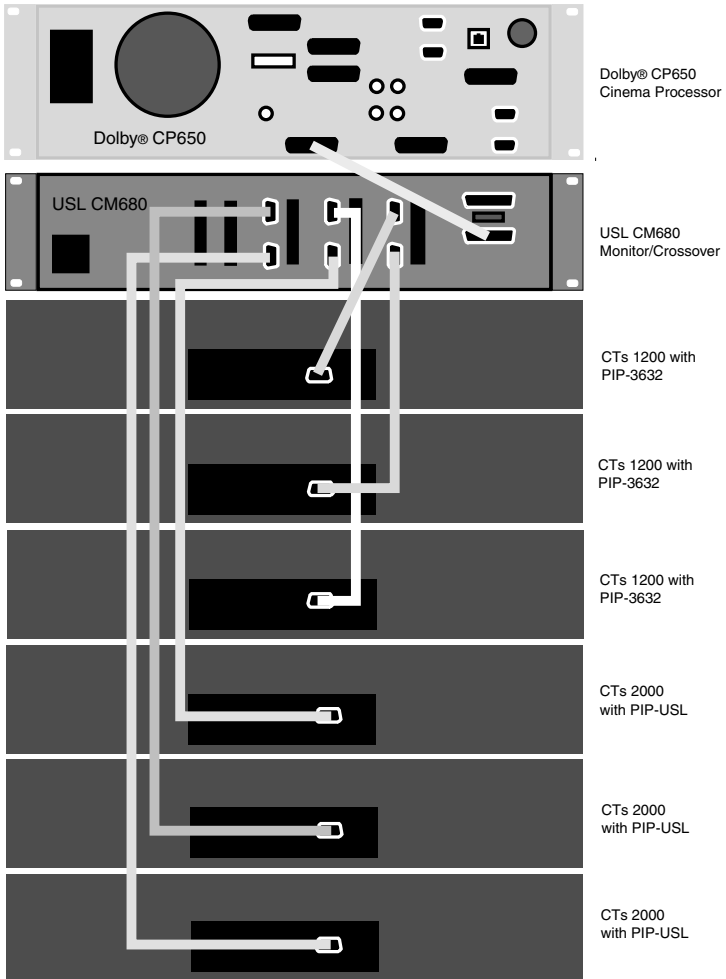 Dolby® CP650
Dolby® CP650
Cinema Processor
USL CM680
USL CM680
Monitor/Crossover
CTs 1200 with
PIP-3632
CTs 1200 with
PIP-3632
CTs 1200 with
PIP-3632
CTs 2000
with PIP-USL
CTs 2000
with PIP-USL
CTs 2000
with PIP-USL